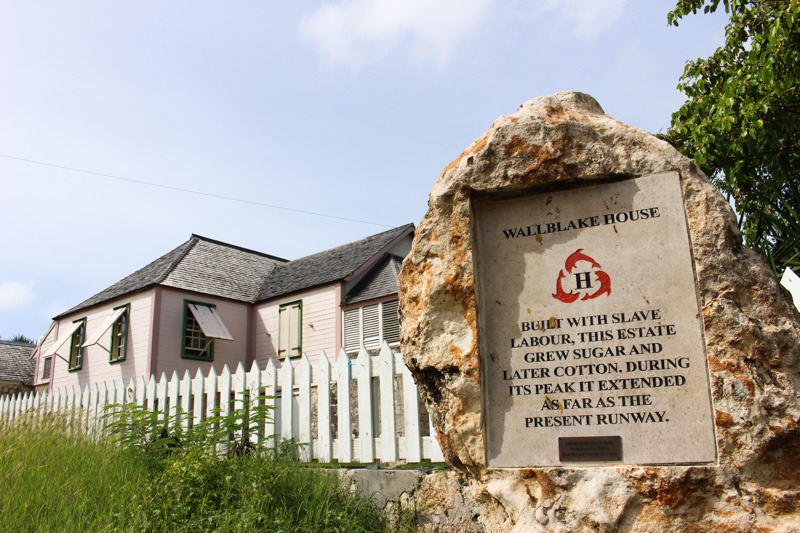 WALLBLAKE HOUSE
H
BUILT WITH SLAVE
LABOUR, THIS ESTATE
GREW SUGAR AND
LATER COTTON. DURING
ITS PEAK IT EXTENDED
AS FAR AS THE
PRESENT RUNWAY.